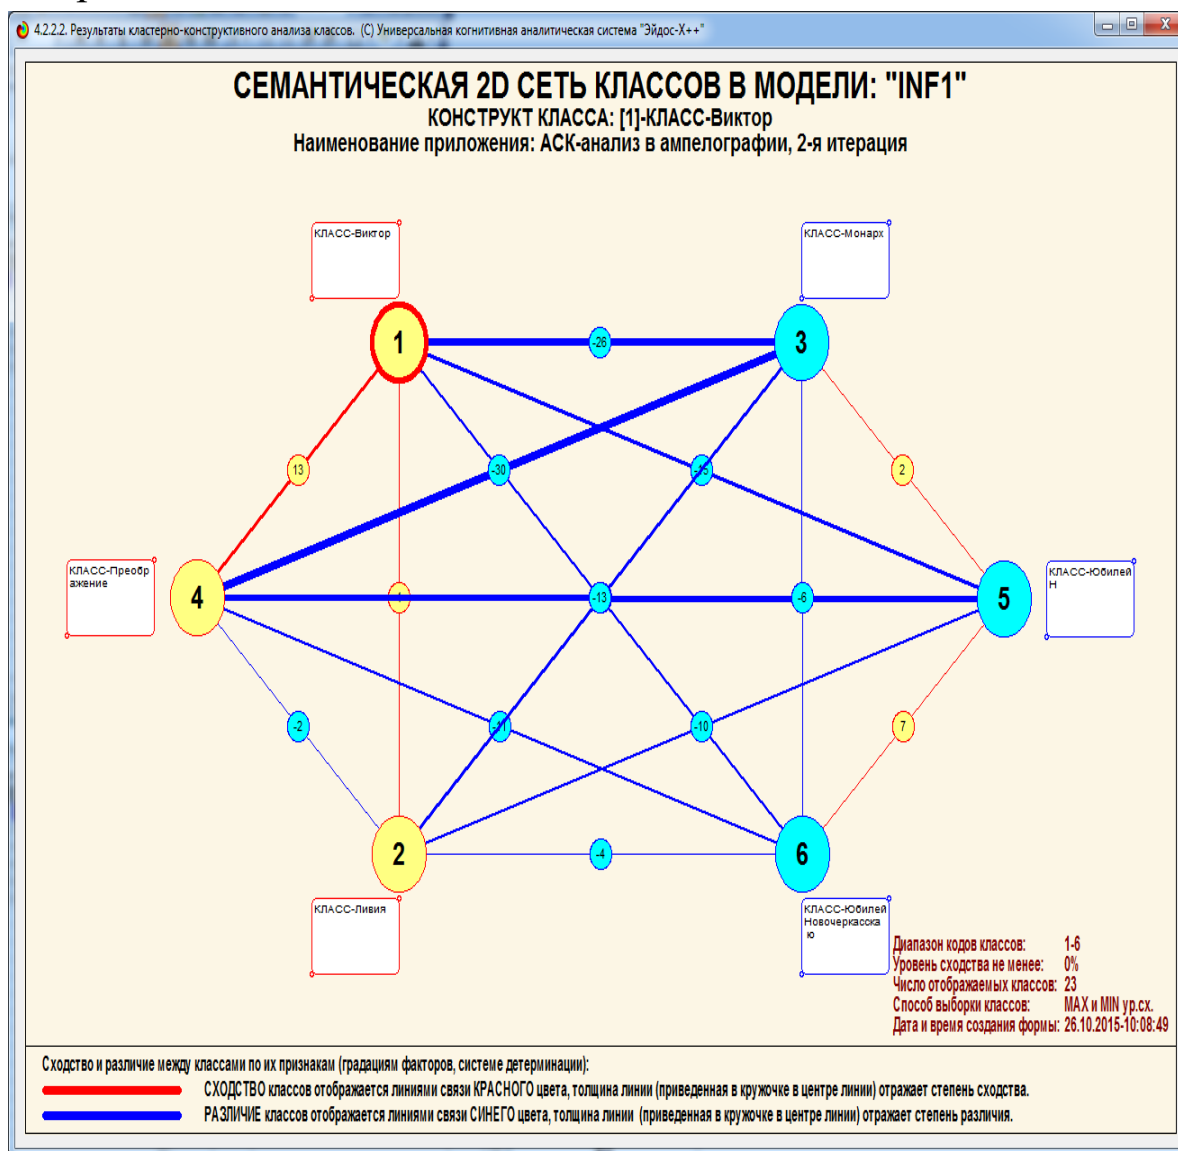 4.2.2.2. Результаты кластерно-конструктивного анализа классов. (С) Универсальная когнитивная аналитическая система "Эйдос-X++"
СЕМАНТИЧЕСКАЯ 2D СЕТЬ КЛАССОВ В МОДЕЛИ: "INF1"
КОНСТРУКТ КЛАССА: [1]-КЛАСС-Виктор
Наименование приложения: АСК-анализ в ампелографии, 2-я итерация
КЛАСС-Виктор
КЛАСС-Монарх
1
-26
3
13
-30
-15
2
КЛАСС-Преобр
ажение
4
1
-13
-6
5
КЛАСС-Юбилей
Н
-2
-11
-10
7
2
-4
6
КЛАСС-Ливия
КЛАСС-Юбилей
Новочеркасска
ю
Диапазон кодов классов: 1-6
Уровень сходства не менее: 0%
Число отображаемых классов: 23
Способ выборки классов: MAX и MIN ур.сх.
Дата и время создания формы: 26.10.2015-10:08:49
Сходство и различие между классами по их признакам (градациям факторов, системе детерминации):
СХОДСТВО классов отображается линиями связи КРАСНОГО цвета, толщина линии (приведенная в кружочке в центре линии) отражает степень сходства.
РАЗЛИЧИЕ классов отображается линиями связи СИНЕГО цвета, толщина линии (приведенная в кружочке в центре линии) отражает степень различия.